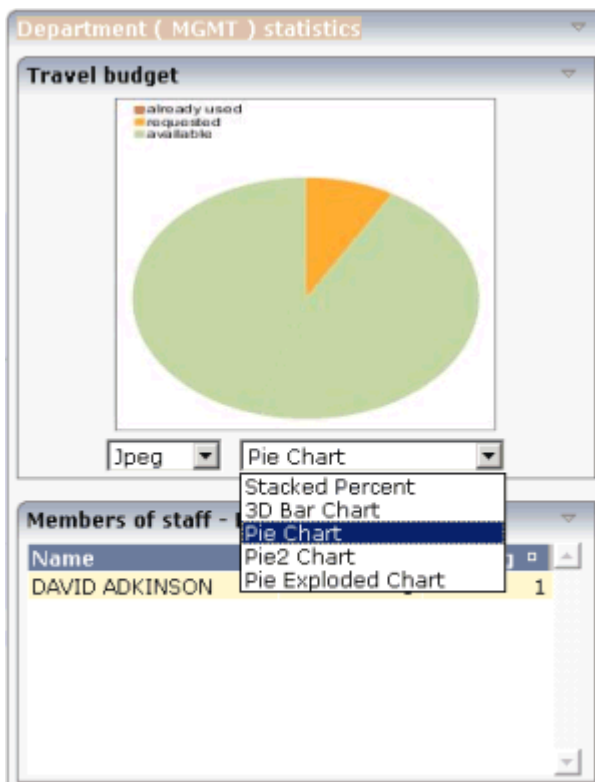 Department ( MGMT ) statistics
Travel budget
already used
requested
available
Jpeg Pie Chart
Stacked Percent
3D Bar Chart
Pie Chart
Pie2 Chart
Pie Exploded Chart
Members of staff -
Name
DAVID ADKINSON 1